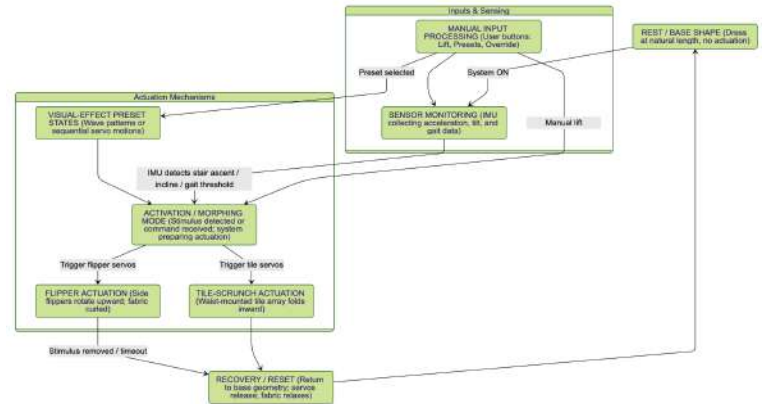 Inputs & Sensing
MANUAL INPUT
PROCESSING (User buttons:
Lift, Presets, Override)
REST / BASE SHAPE (Dress
at natural length, no actuation)
Preset selected
System ON
Actuation Mechanisms
VISUAL-EFFECT PRESET
STATES (Wave patterns or
sequential servo motions)
SENSOR MONITORING (IMU
collecting acceleration, tilt, and
gait data)
Manual lift
IMU detects stair ascent /
incline / gait threshold
ACTIVATION / MORPHING
MODE (Stimulus detected or
command received; system
preparing actuation)
Trigger flipper servos
Trigger tile servos
FLIPPER ACTUATION (Side
flippers rotate upward; fabric
curled)
TILE-SCRUNCH ACTUATION
(Waist-mounted tile array folds
inward)
Stimulus removed / timeout
RECOVERY / RESET (Return
to base geometry; servos
release; fabric relaxes)